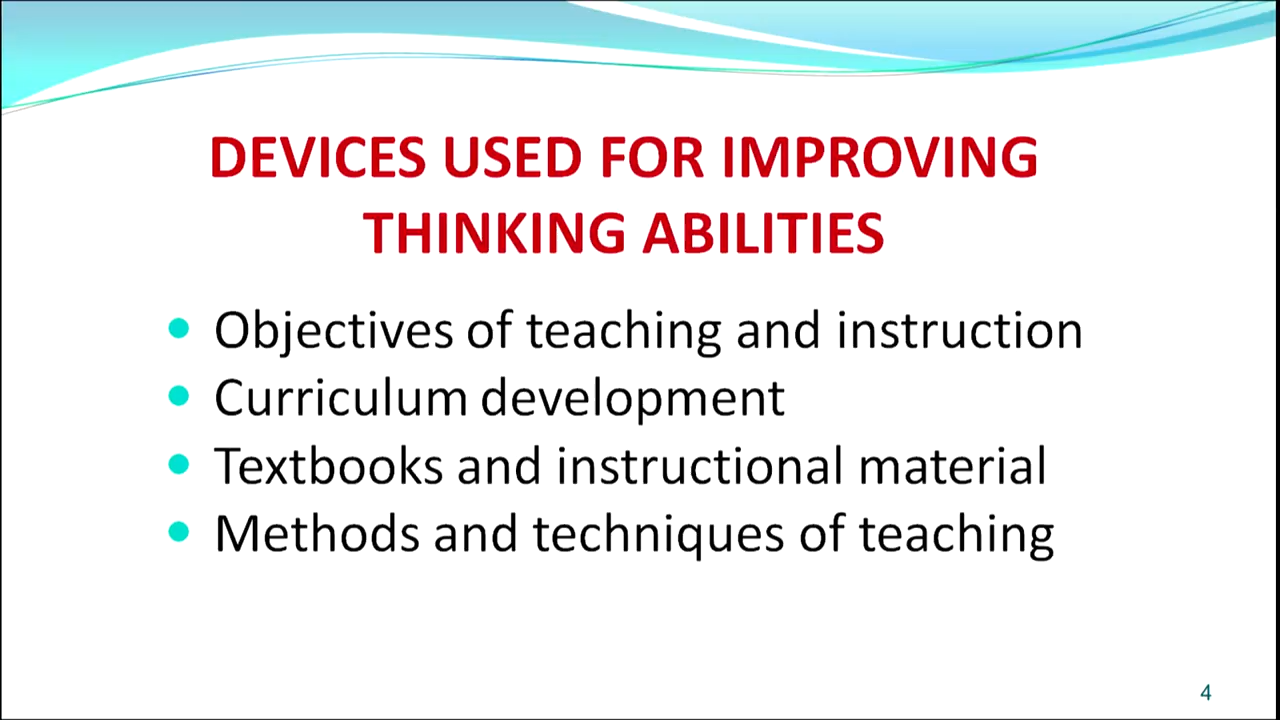 DEVICES USED FOR IMPROVING
THINKING ABILITIES
• Objectives of teaching and instruction
• Curriculum development
• Textbooks and instructional material
• Methods and techniques of teaching
4